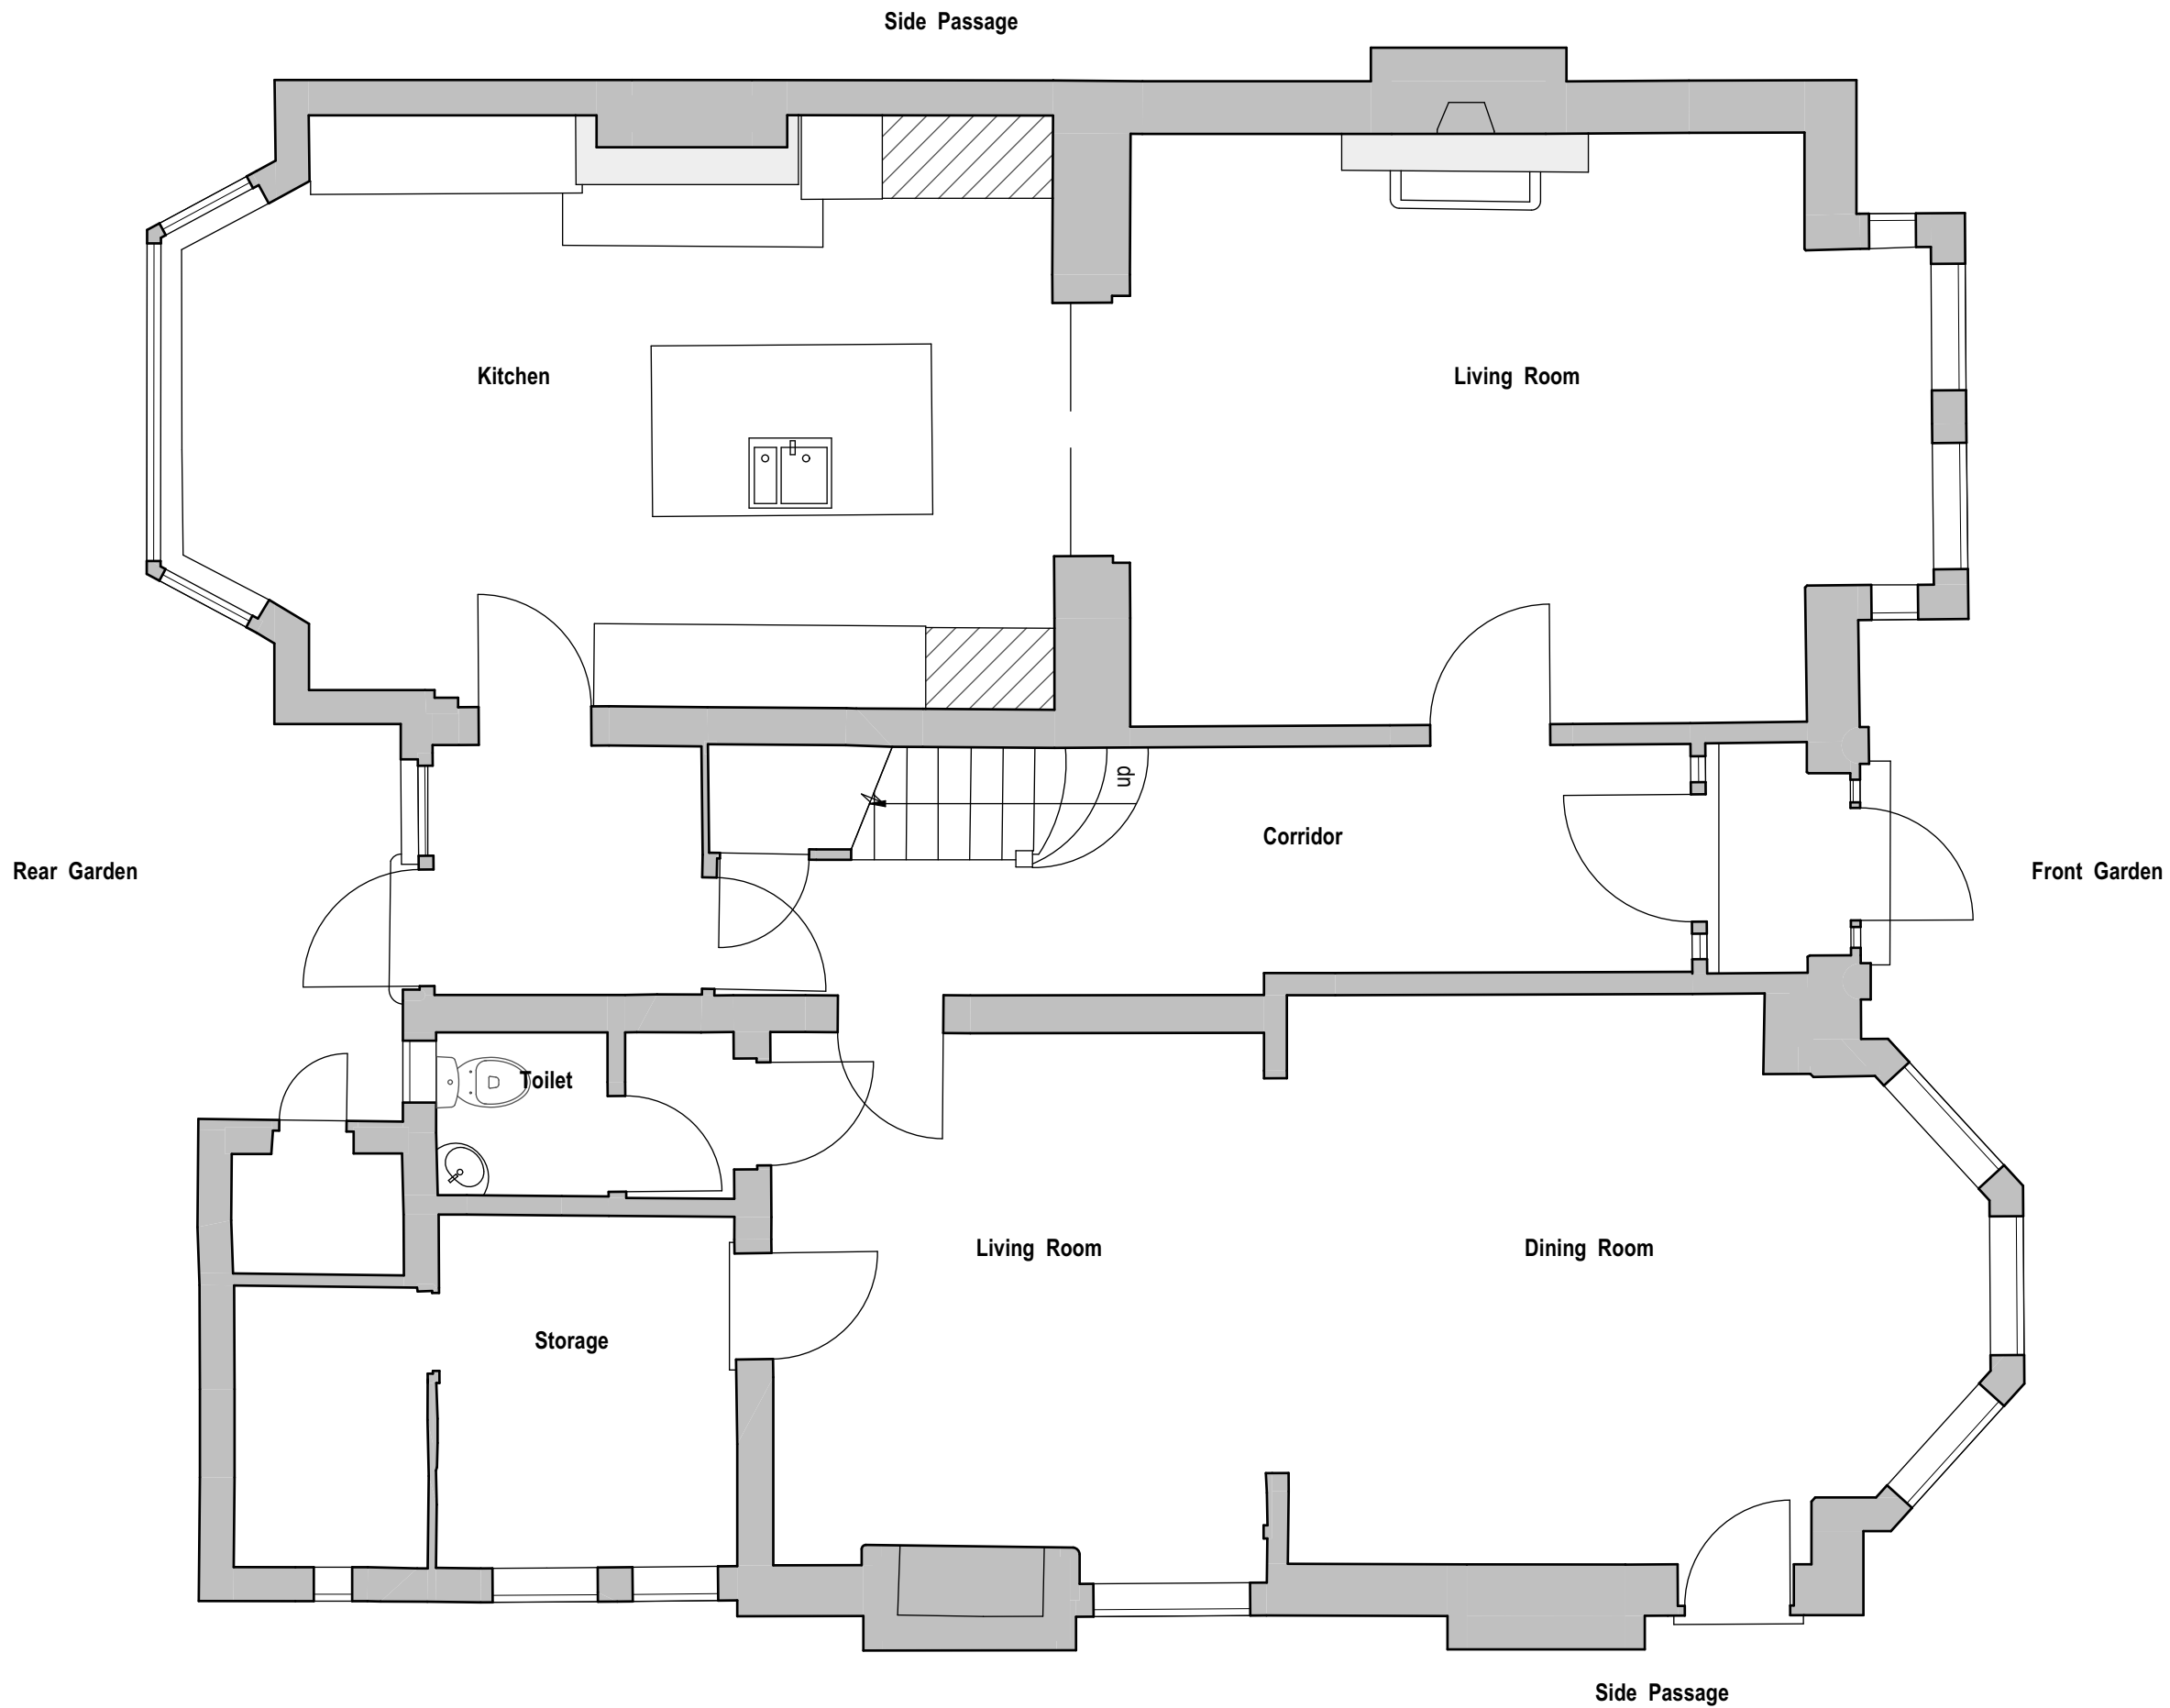 Side Passage
Kitchen
Living Room
dn
Corridor
Rear Garden
Front Garden
Toilet
Living Room
Dining Room
Storage
Side Passage